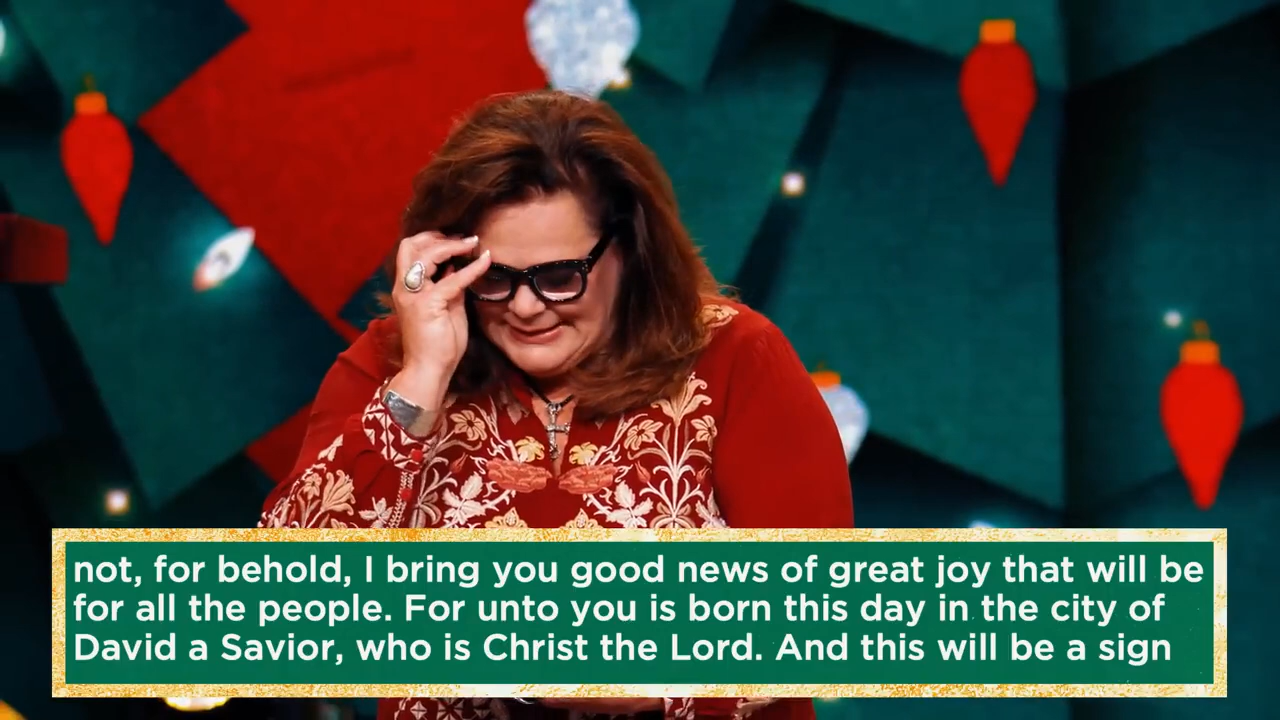 not, for behold, I bring you good news of great joy that will be
for all the people. For unto you is born this day in the city of
David a Savior, who is Christ the Lord. And this will be a sign